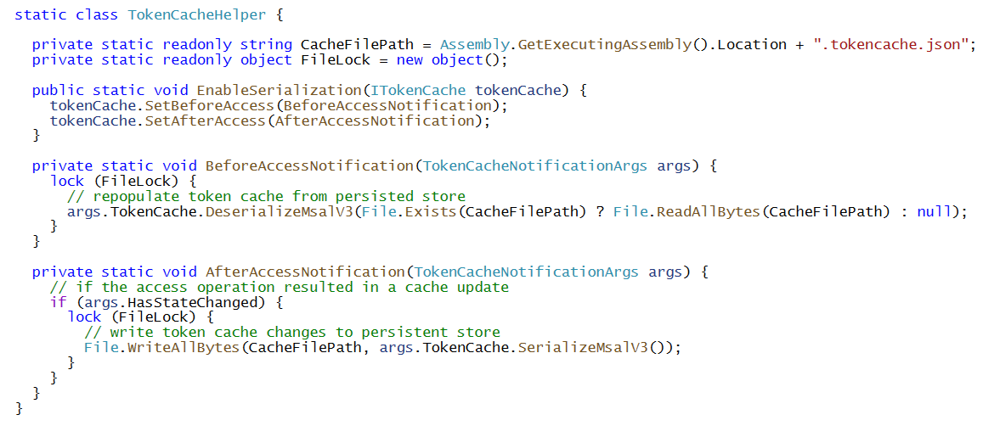 static class TokenCacheHelper {
private static readonly string CacheFilePath = Assembly.GetExecutingAssembly().Location + ".tokencache.json";
private static readonly object FileLock = new object();
public static void EnableSerialization(ITokenCache tokenCache) {
tokenCache.SetBeforeAccess(BeforeAccessNotification);
tokenCache.SetAfterAccess(AfterAccessNotification);
}
private static void BeforeAccessNotification(TokenCacheNotificationArgs args) {
lock (FileLock) {
// repopulate token cache from persisted store
args.TokenCache.DeserializeMsalV3(File.Exists(CacheFilePath) ? File.ReadAllBytes(CacheFilePath) : null);
}
}
private static void AfterAccessNotification(TokenCacheNotificationArgs args) {
// if the access operation resulted in a cache update
if (args.HasStateChanged) {
lock (FileLock) {
// write token cache changes to persistent store
File.WriteAllBytes(CacheFilePath, args.TokenCache.SerializeMsalV3());
}
}
}
}